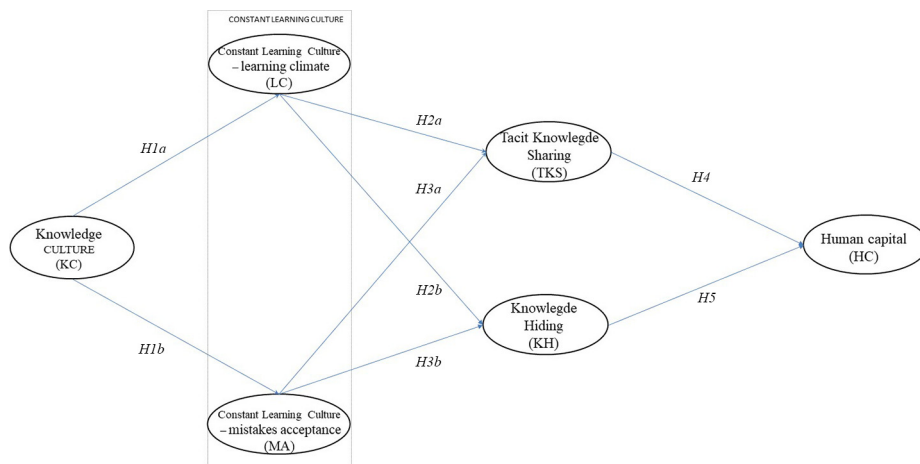 CONSTANT LEARNING CULTURE
Constant Learning Culture
– learning climate
(LC)
H1a
H2a
Tacit Knowlegde
Sharing
(TKS)
H3a
H4
Knowledge
CULTURE
(KC)
Human capital
(HC)
H2b
H5
Knowlegde
Hiding
(KH)
H1b
H3b
Constant Learning Culture
– mistakes acceptance
(MA)